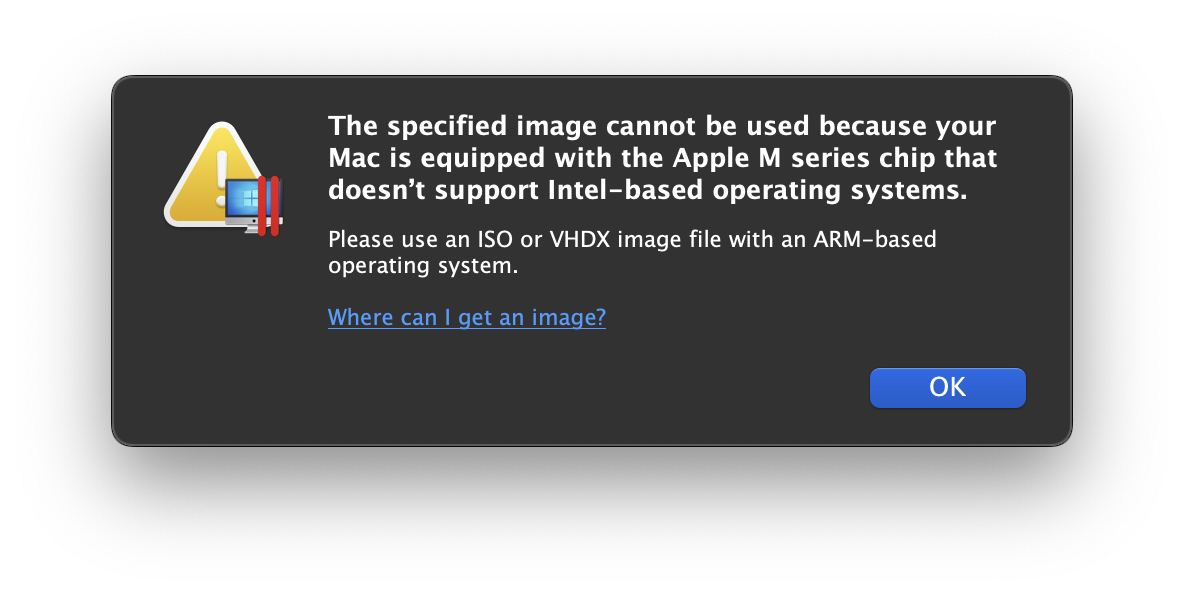 The specified image cannot be used because your
Mac is equipped with the Apple M series chip that
doesn’t support Intel-based operating systems.
Please use an ISO or VHDX image file with an ARM-based
operating system.
Where can I get an image?
OK